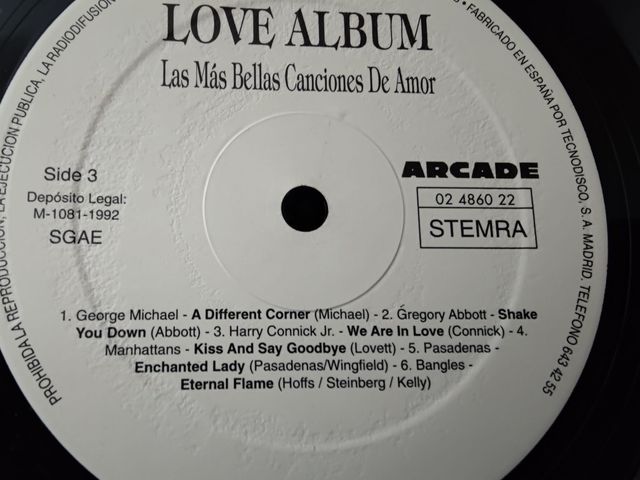 LOVE ALBUM
Las Más Bellas Canciones De Amor
Side 3
Depósito Legal:
M-1081-1992
SGAE
ARCADE
02 4860 22
STEMRA
1. George Michael - A Different Corner (Michael) - 2. Gregory Abbott - Shake
You Down (Abbott) - 3. Harry Connick Jr. - We Are In Love (Connick) - 4.
Manhattans - Kiss And Say Goodbye (Lovett) - 5. Pasadenas -
Enchanted Lady (Pasadenas/Wingfield) - 6. Bangles -
Eternal Flame (Hoffs / Steinberg / Kelly)
PROHIBIDA LA REPRODUCCION, LA EJECUCION PUBLICA, LA RADIODIFUSION
• FABRICADO EN ESPAÑA POR TECNODISCO, S. A. MADRID. TELEFONO 643 42 55